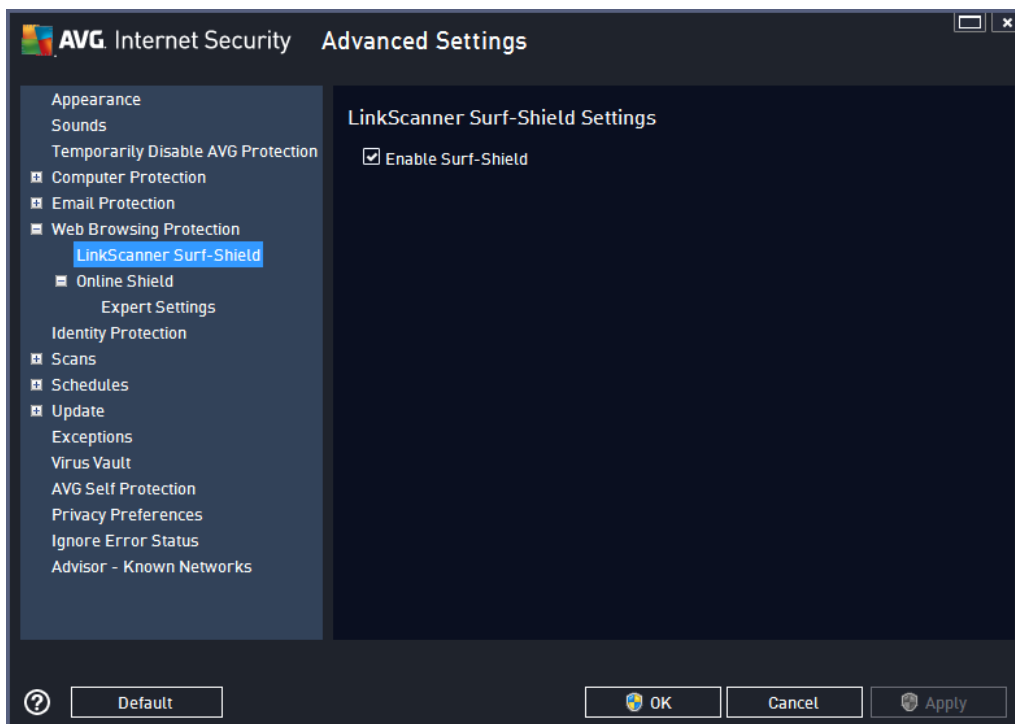 AVG. Internet Security Advanced Settings
Appearance
Sounds
Temporarily Disable AVG Protection
Computer Protection
Email Protection
Web Browsing Protection
LinkScanner Surf-Shield
Online Shield
Expert Settings
Identity Protection
Scans
Schedules
Update
Exceptions
Virus Vault
AVG Self Protection
Privacy Preferences
Ignore Error Status
Advisor - Known Networks
LinkScanner Surf-Shield Settings
Enable Surf-Shield
Default
OK
Cancel
Apply